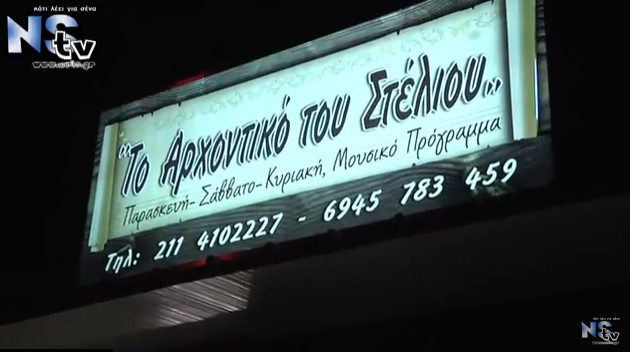 κάτι λέει για σένα
NS
tv
"Το Αρχοντικό του Στέλιου"
Παρασκευή-Σάββατο-Κυριακή, Μουσικό Πρόγραμμα
Τηλ: 211 4102227 - 6945 783 459
NS
tv